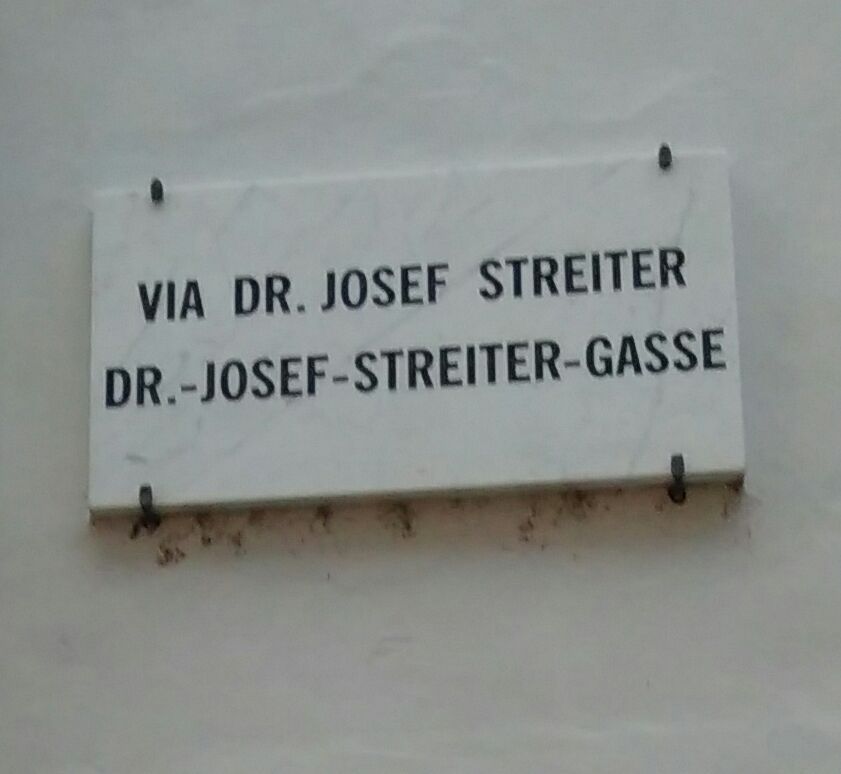 VIA DR. JOSEF STREITER
DR.-JOSEF-STREITER-GASSE